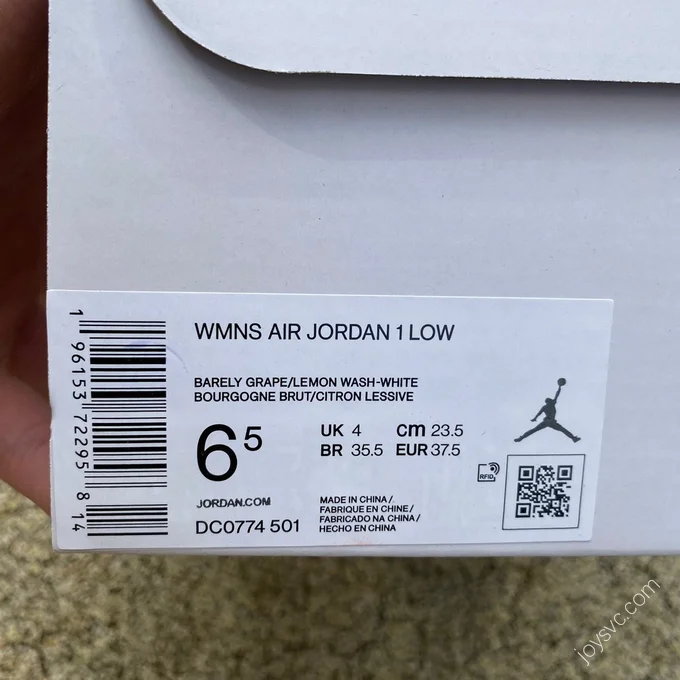 WMNS AIR JORDAN 1 LOW
BARELY GRAPE/LEMON WASH-WHITE
BOURGOGNE BRUT/CITRON LESSIVE
6⁵
UK 4 cm 23.5
BR 35.5 EUR 37.5
JORDAN.COM
DC0774 501
MADE IN CHINA/
FABRIQUE EN CHINE/
FABRICADO NA CHINA/
HECHO EN CHINA
RFID
1 96153 72295 8 14
joysvc.com